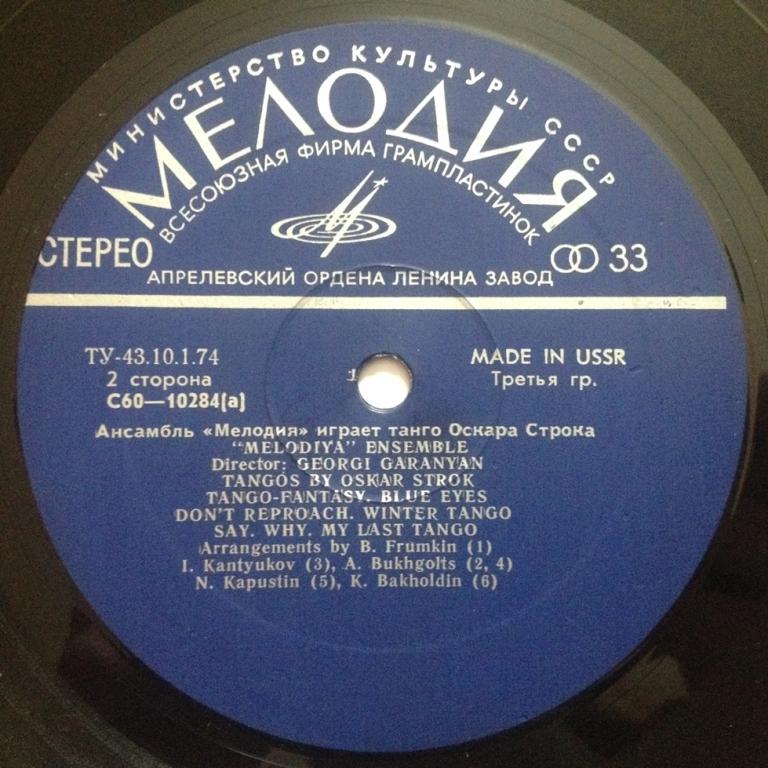 МИНИСТЕРСТВО КУЛЬТУРЫ СССР
МЕЛОДИЯ
ВСЕСОЮЗНАЯ ФИРМА ГРАМПЛАСТИНОК
СТЕРЕО 33
АПРЕЛЕВСКИЙ ОРДЕНА ЛЕНИНА ЗАВОД
ТУ-43.10.1.74 MADE IN USSR
2 сторона Третья гр.
С60—10284(а)
Ансамбль «Мелодия» играет танго Оскара Строка
"MELODIYA" ENSEMBLE
Director: GEORGI GARANYAN
TANGOS BY OSKAR STROK
TANGO-FANTASY. BLUE EYES
DON'T REPROACH. WINTER TANGO
SAY. WHY. MY LAST TANGO
Arrangements by B. Frumkin (1)
I. Kantyukov (3), A. Bukhgolts (2, 4)
N. Kapustin (5), K. Bakholdin (6)